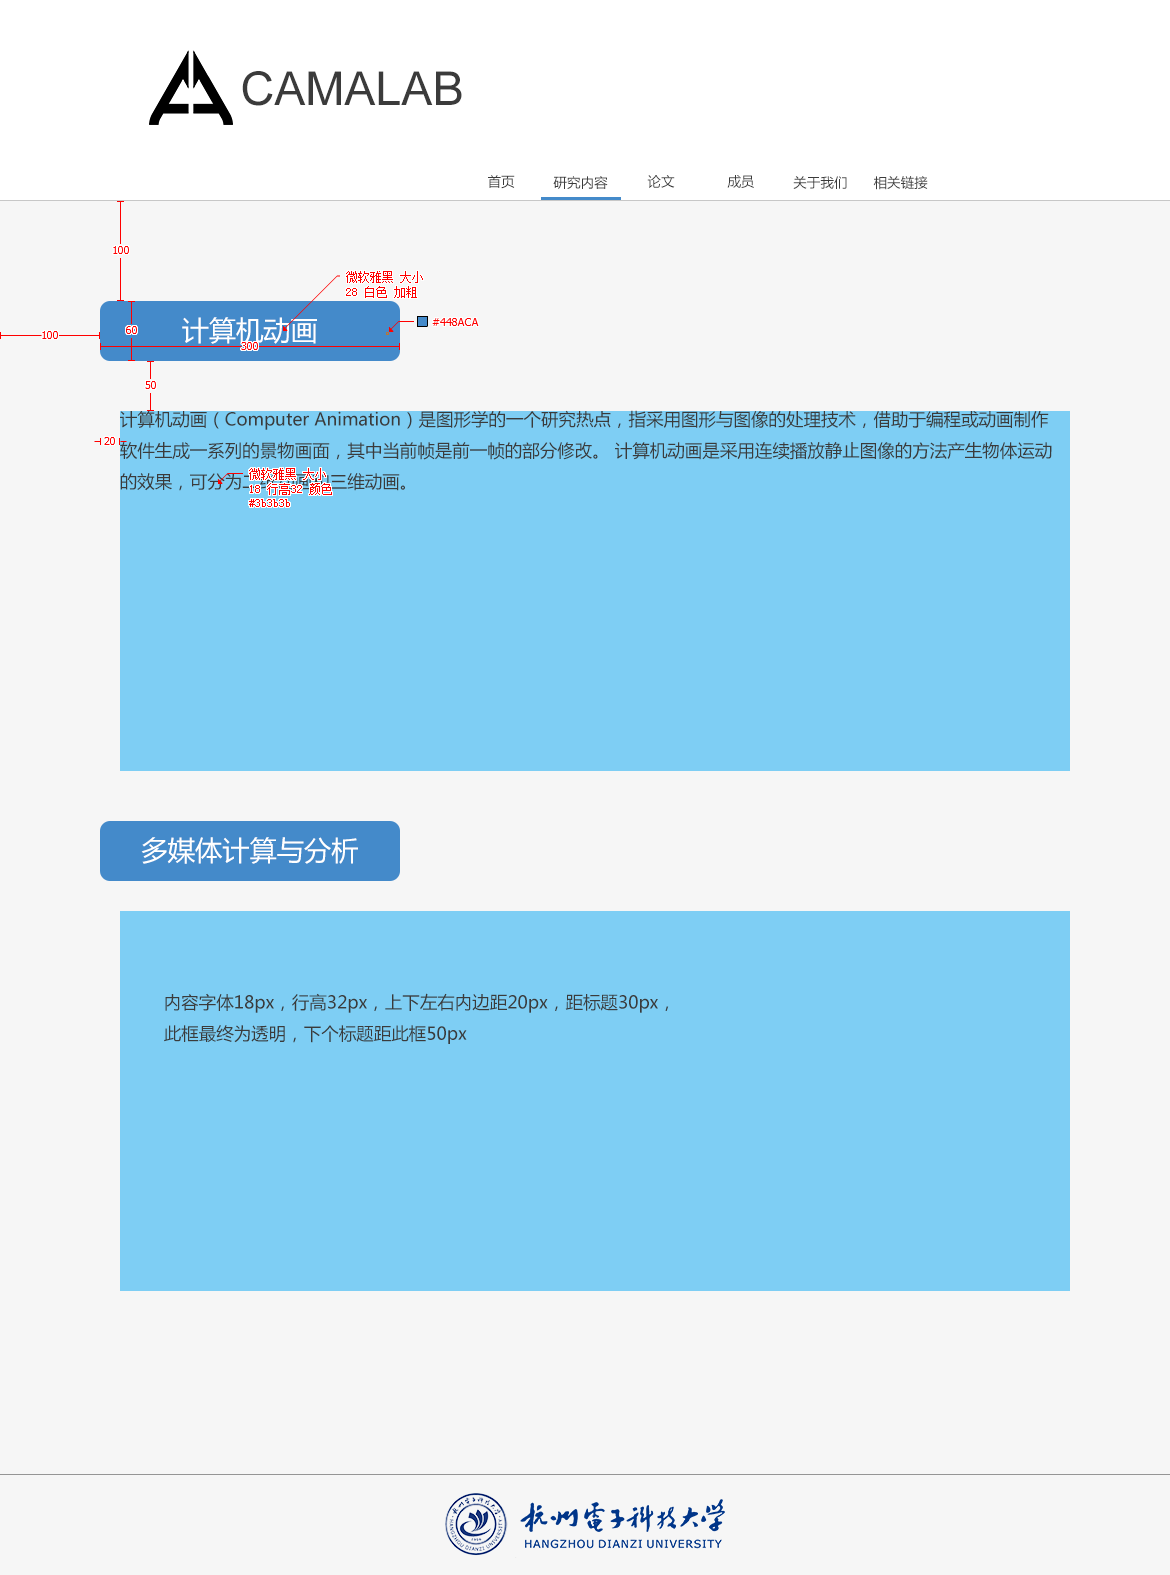 CAMALAB
首页 研究内容 论文 成员 关于我们 相关链接
100
微软雅黑 大小
28 白色 加粗
#448ACA
100
60
计算机动画
300
50
计算机动画（Computer Animation）是图形学的一个研究热点，指采用图形与图像的处理技术，借助于编程或动画制作
20
软件生成一系列的景物画面，其中当前帧是前一帧的部分修改。 计算机动画是采用连续播放静止图像的方法产生物体运动
的效果，可分为二 三维动画。
微软雅黑 大小
18 行高32 颜色
#3b3b3b
多媒体计算与分析
内容字体18px，行高32px，上下左右内边距20px，距标题30px，
此框最终为透明，下个标题距此框50px
杭州電子科技大学
HANGZHOU DIANZI UNIVERSITY